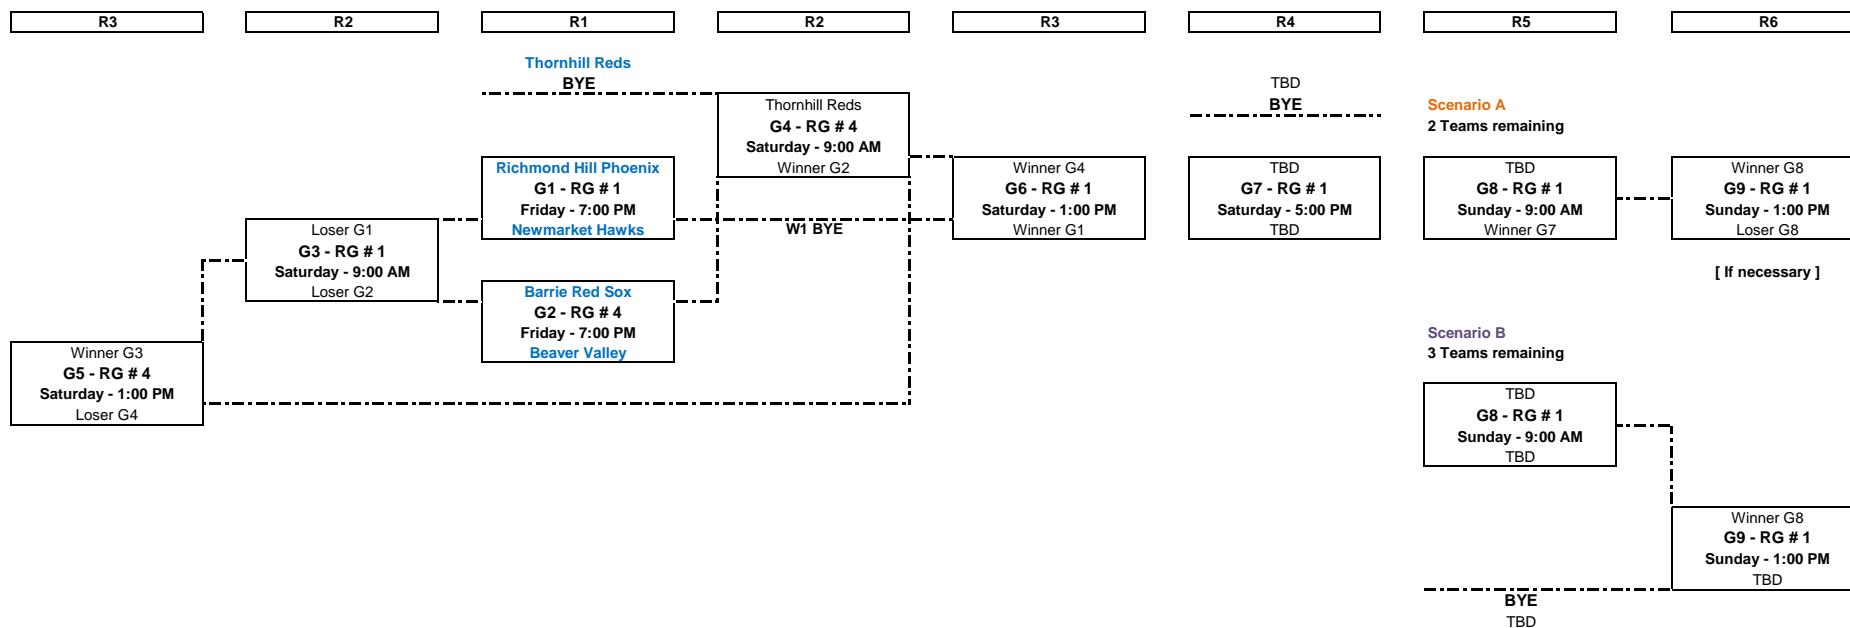 R3
R2
R1
R2
R3
R4
R5
R6
Thornhill Reds
BYE
TBD
BYE
Scenario A
2 Teams remaining
Thornhill Reds
G4 - RG # 4
Saturday - 9:00 AM
Winner G2
Richmond Hill Phoenix
G1 - RG # 1
Friday - 7:00 PM
Newmarket Hawks
W1 BYE
Winner G4
G6 - RG # 1
Saturday - 1:00 PM
Winner G1
TBD
G7 - RG # 1
Saturday - 5:00 PM
TBD
TBD
G8 - RG # 1
Sunday - 9:00 AM
Winner G7
Winner G8
G9 - RG # 1
Sunday - 1:00 PM
Loser G8
[ If necessary ]
Loser G1
G3 - RG # 1
Saturday - 9:00 AM
Loser G2
Barrie Red Sox
G2 - RG # 4
Friday - 7:00 PM
Beaver Valley
Winner G3
G5 - RG # 4
Saturday - 1:00 PM
Loser G4
Scenario B
3 Teams remaining
TBD
G8 - RG # 1
Sunday - 9:00 AM
TBD
Winner G8
G9 - RG # 1
Sunday - 1:00 PM
TBD
BYE
TBD